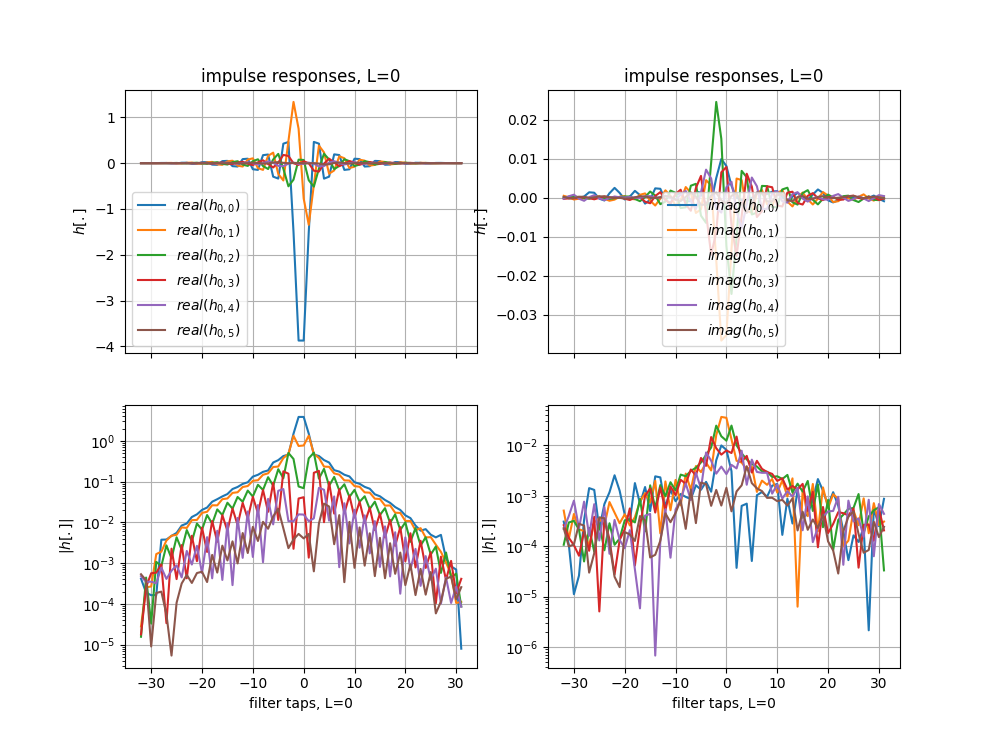 impulse responses, L=0
1
0
−1
−2
−3
−4
h[.]
real(h0,0)
real(h0,1)
real(h0,2)
real(h0,3)
real(h0,4)
real(h0,5)
impulse responses, L=0
0.02
0.01
0.00
−0.01
−0.02
−0.03
h[.]
imag(h0,0)
imag(h0,1)
imag(h0,2)
imag(h0,3)
imag(h0,4)
imag(h0,5)
10^0
10^−1
10^−2
10^−3
10^−4
10^−5
|h[.]|
−30 −20 −10 0 10 20 30
filter taps, L=0
10^−2
10^−3
10^−4
10^−5
10^−6
|h[.]|
−30 −20 −10 0 10 20 30
filter taps, L=0